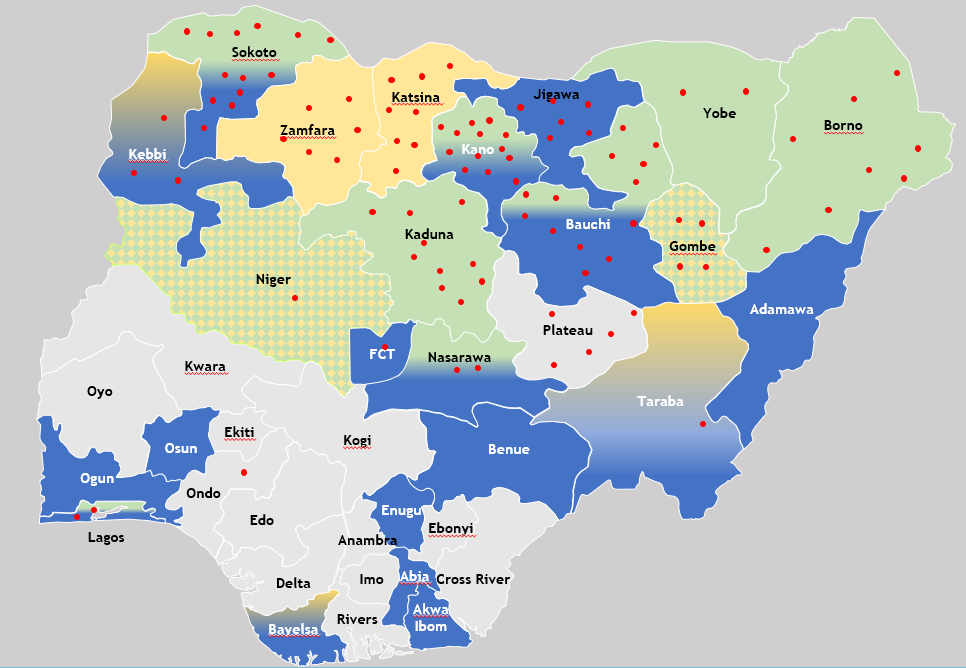 Sokoto
Jigawa
Katsina
Yobe
Borno
Zamfara
Kano
Kebbi
Bauchi
Kaduna
Gombe
Niger
Adamawa
Plateau
FCT
Nasarawa
Kwara
Oyo
Taraba
Ekiti
Kogi
Osun
Benue
Ogun
Ondo
Enugu
Edo
Ebonyi
Lagos
Anambra
Delta
Imo
Abia
Cross River
Akwa
Ibom
Rivers
Bayelsa